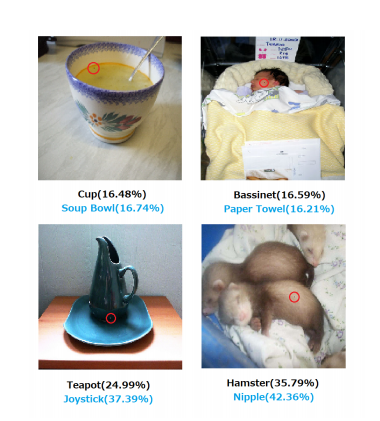 Cup(16.48%)
Soup Bowl(16.74%)
Bassinet(16.59%)
Paper Towel(16.21%)
Teapot(24.99%)
Joystick(37.39%)
Hamster(35.79%)
Nipple(42.36%)